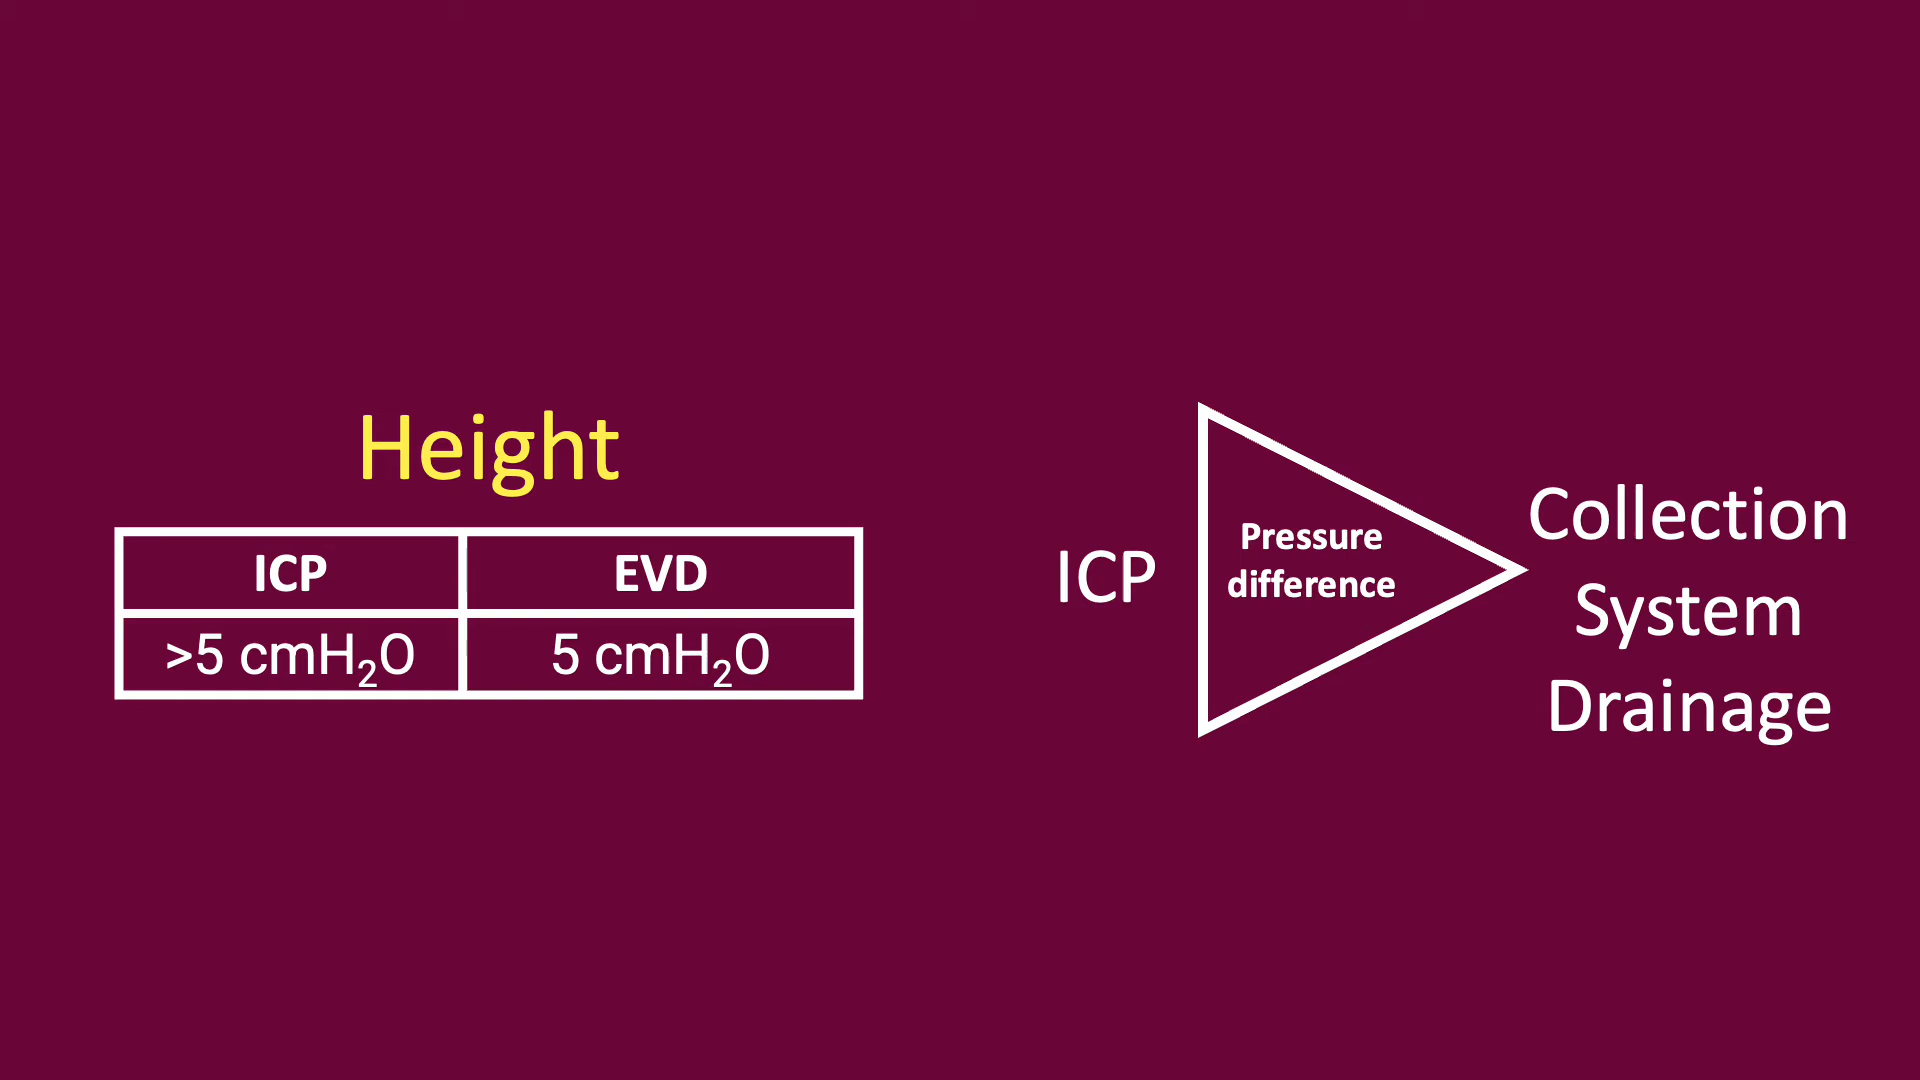 Height
ICP EVD
>5 cmH₂O 5 cmH₂O
ICP
Pressure
difference
Collection
System
Drainage